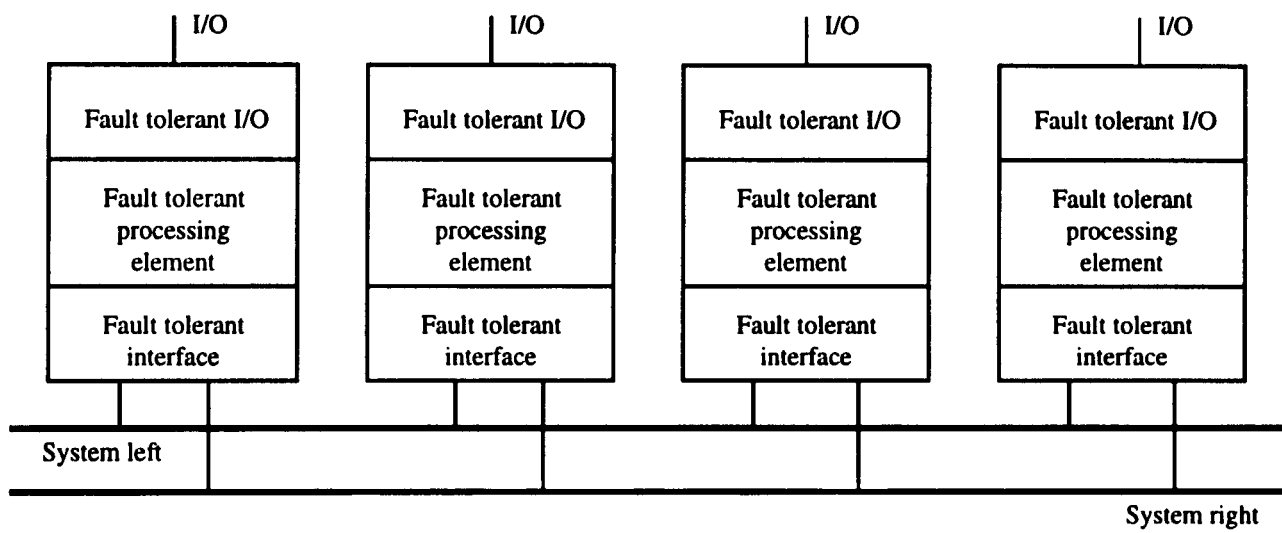 I/O
I/O
I/O
I/O
Fault tolerant I/O
Fault tolerant I/O
Fault tolerant I/O
Fault tolerant I/O
Fault tolerant
processing
element
Fault tolerant
processing
element
Fault tolerant
processing
element
Fault tolerant
processing
element
Fault tolerant
interface
Fault tolerant
interface
Fault tolerant
interface
Fault tolerant
interface
System left
System right